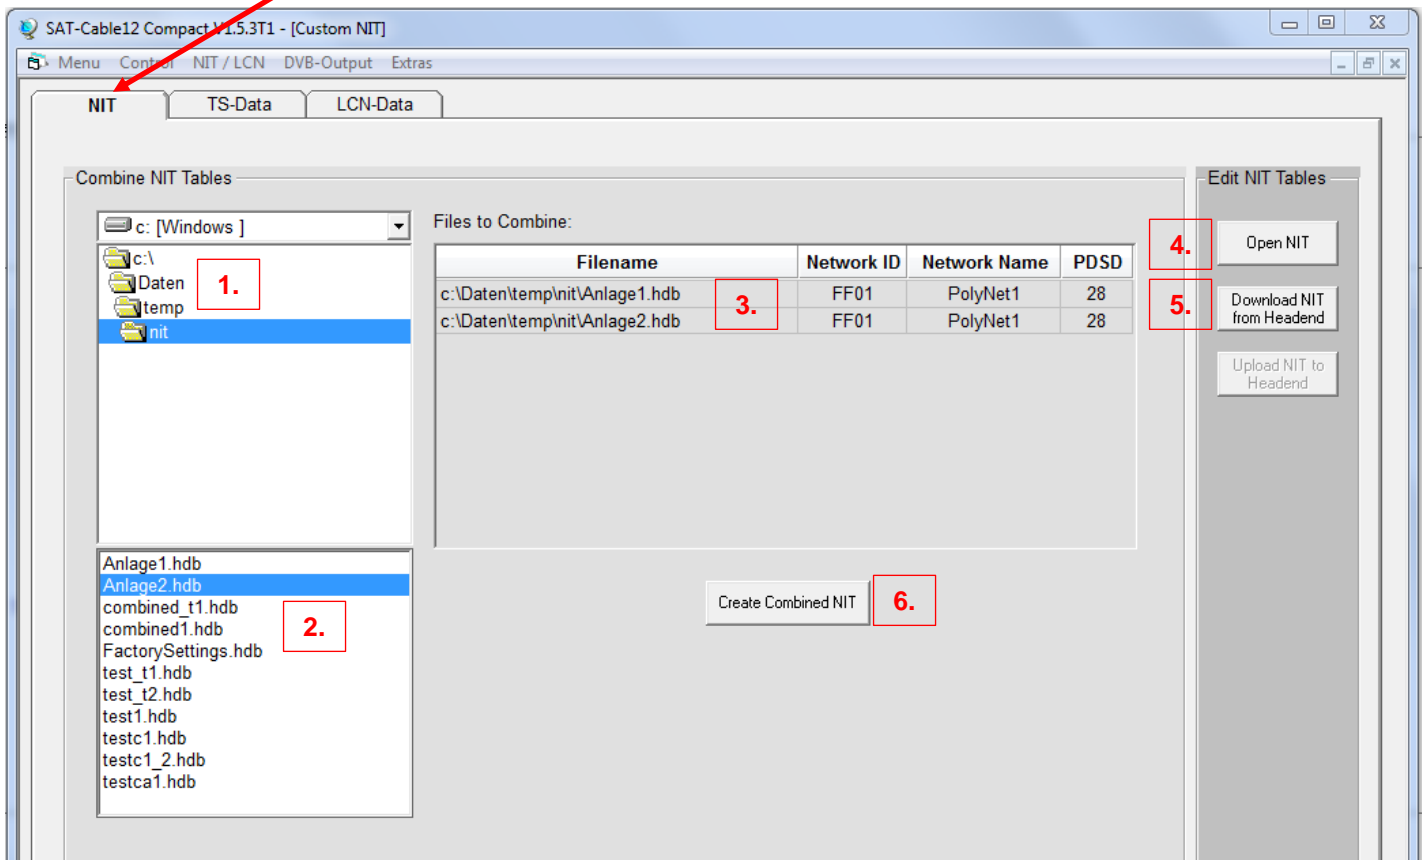 SAT-Cable12 Compact V1.5.3T1 - [Custom NIT]
Menu Control NIT / LCN DVB-Output Extras
NIT TS-Data LCN-Data
Combine NIT Tables
c: [Windows ]
c:\
Daten
temp
nit
1.
Anlage1.hdb
Anlage2.hdb
combined_t1.hdb
combined1.hdb
FactorySettings.hdb
test_t1.hdb
test_t2.hdb
test1.hdb
testc1.hdb
testc1_2.hdb
testca1.hdb
2.
Files to Combine:
Filename Network ID Network Name PDSD
c:\Daten\temp\nit\Anlage1.hdb FF01 PolyNet1 28
c:\Daten\temp\nit\Anlage2.hdb FF01 PolyNet1 28
3.
Create Combined NIT
6.
Edit NIT Tables
4.
Open NIT
5.
Download NIT
from Headend
Upload NIT to
Headend